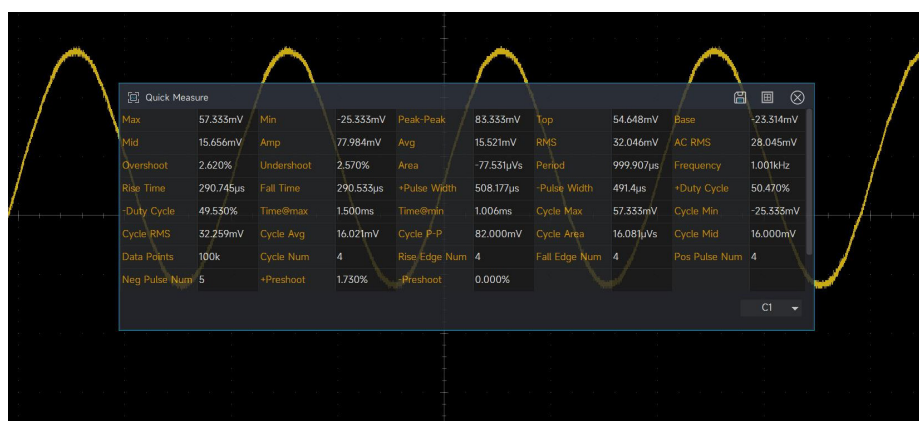 Quick Measure
Max 57.333mV Min -25.333mV Peak-Peak 83.333mV Top 54.648mV Base -23.314mV
Mid 15.656mV Amp 77.984mV Avg 15.521mV RMS 32.046mV AC RMS 28.045mV
Overshoot 2.620% Undershoot 2.570% Area -77.531μVs Period 999.907μs Frequency 1.001kHz
Rise Time 290.745μs Fall Time 290.533μs +Pulse Width 508.177μs -Pulse Width 491.4μs +Duty Cycle 50.470%
-Duty Cycle 49.530% Time@max 1.500ms Time@min 1.006ms Cycle Max 57.333mV Cycle Min -25.333mV
Cycle RMS 32.259mV Cycle Avg 16.021mV Cycle P-P 82.000mV Cycle Area 16.081μVs Cycle Mid 16.000mV
Data Points 100k Cycle Num 4 Rise Edge Num 4 Fall Edge Num 4 Pos Pulse Num 4
Neg Pulse Num 5 +Preshoot 1.730% -Preshoot 0.000%
C1